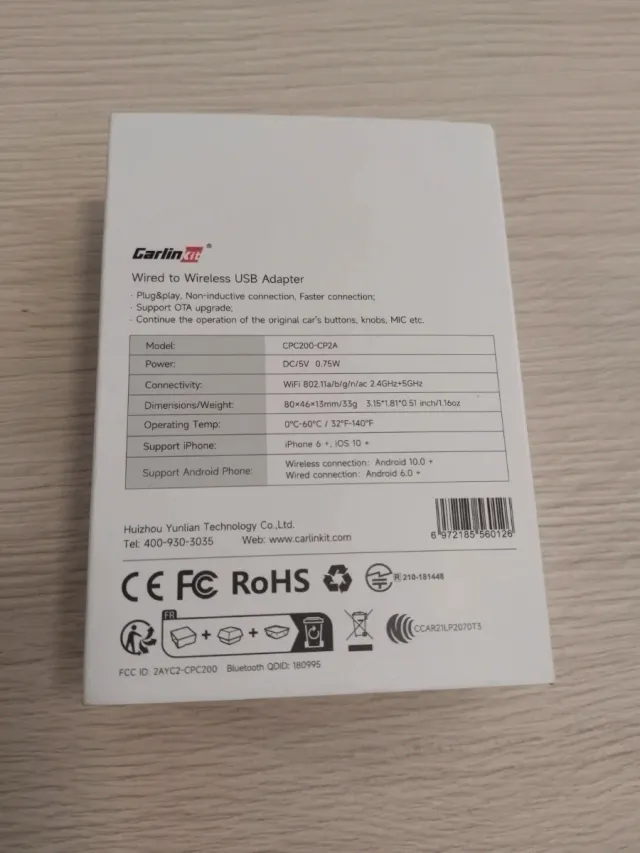 Carlinkit®
Wired to Wireless USB Adapter
· Plug&play, Non-inductive connection, Faster connection;
· Support OTA upgrade;
· Continue the operation of the original car's buttons, knobs, MIC etc.
Model: CPC200-CP2A
Power: DC/5V 0.75W
Connectivity: WiFi 802.11a/b/g/n/ac 2.4GHz+5GHz
Dimensions/Weight: 80×46×13mm/33g 3.15*1.81*0.51 inch/1.16oz
Operating Temp: 0°C-60°C / 32°F-140°F
Support iPhone: iPhone 6 +, iOS 10 +
Support Android Phone: Wireless connection: Android 10.0 +
Wired connection: Android 6.0 +
Huizhou Yunlian Technology Co.,Ltd.
Tel: 400-930-3035 Web: www.carlinkit.com
6 972185 560126
CE FC RoHS R 210-181448
FR
CCAR21LP2070T3
FCC ID: 2AYC2-CPC200 Bluetooth QDID: 180995